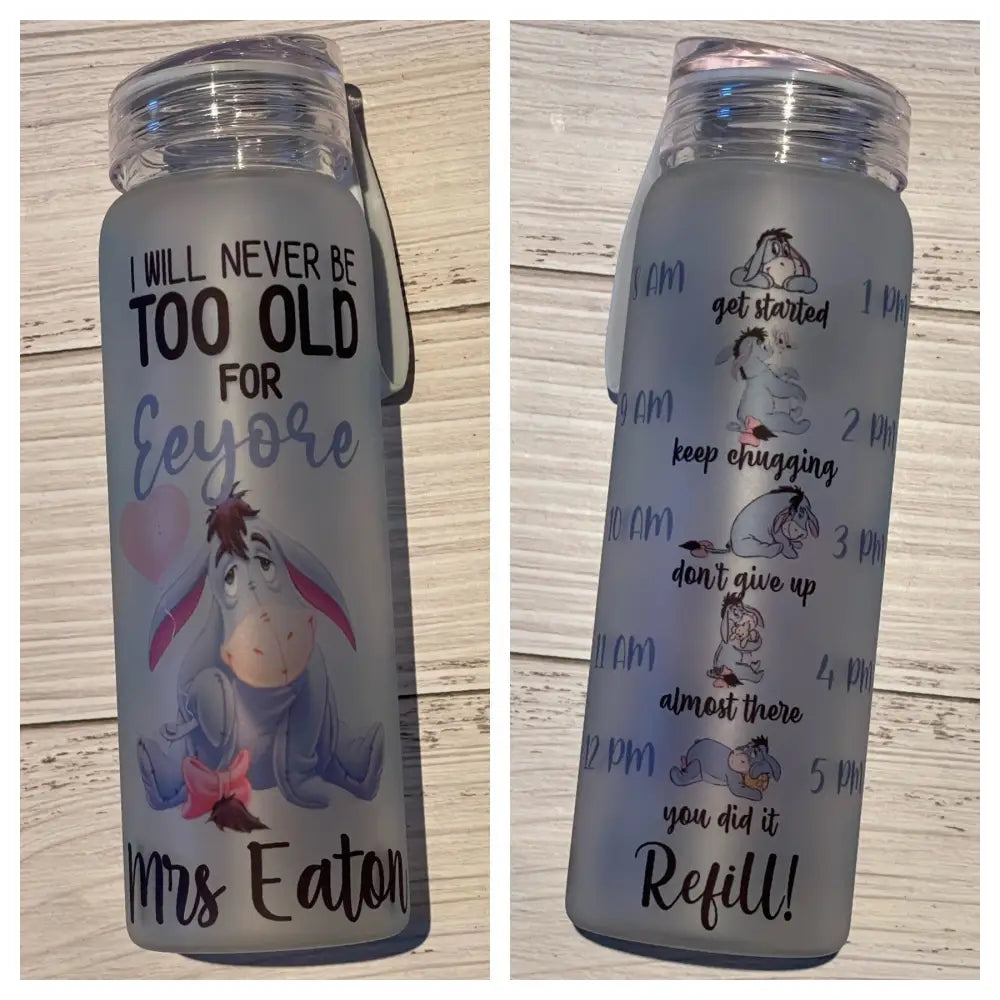 I WILL NEVER BE
TOO OLD
FOR
Eeyore
Mrs Eaton
8 AM
1 PM
get started
9 AM
2 PM
keep chugging
10 AM
3 PM
don't give up
11 AM
4 PM
almost there
12 PM
5 PM
you did it
Refill!